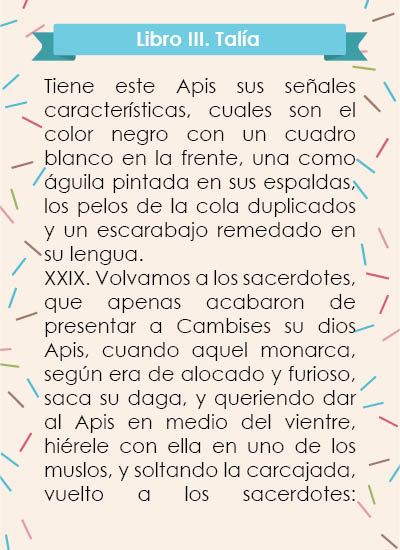 Libro III. Talía
Tiene este Apis sus señales
características, cuales son el
color negro con un cuadro
blanco en la frente, una como
águila pintada en sus espaldas,
los pelos de la cola duplicados
y un escarabajo remedado en
su lengua.
XXIX. Volvamos a los sacerdotes,
que apenas acabaron de
presentar a Cambises su dios
Apis, cuando aquel monarca,
según era de alocado y furioso,
saca su daga, y queriendo dar
al Apis en medio del vientre,
hiérele con ella en uno de los
muslos, y soltando la carcajada,
vuelto a los sacerdotes: